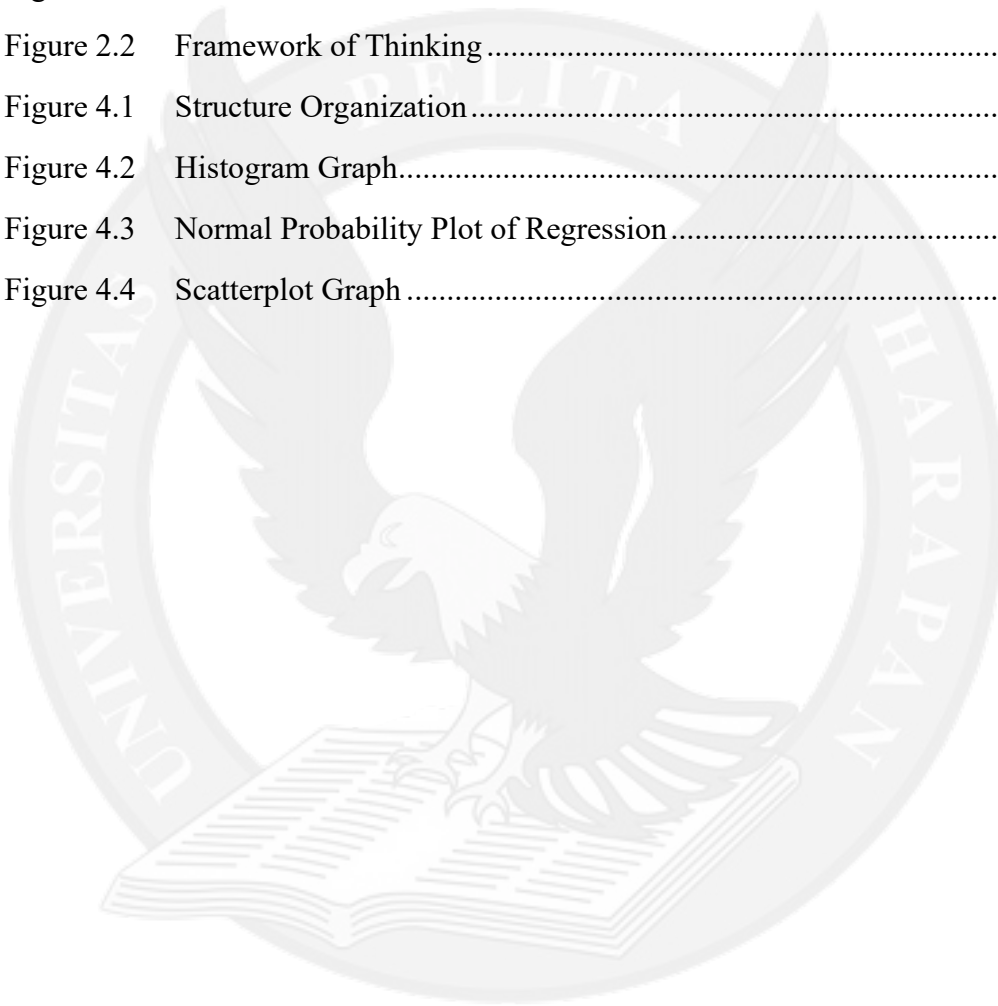 Figure 2.2 Framework of Thinking................................................................
Figure 4.1 Structure Organization..................................................................
Figure 4.2 Histogram Graph...........................................................................
Figure 4.3 Normal Probability Plot of Regression.........................................
Figure 4.4 Scatterplot Graph..........................................................................
UNIVERSITAS PELITA HARAPAN